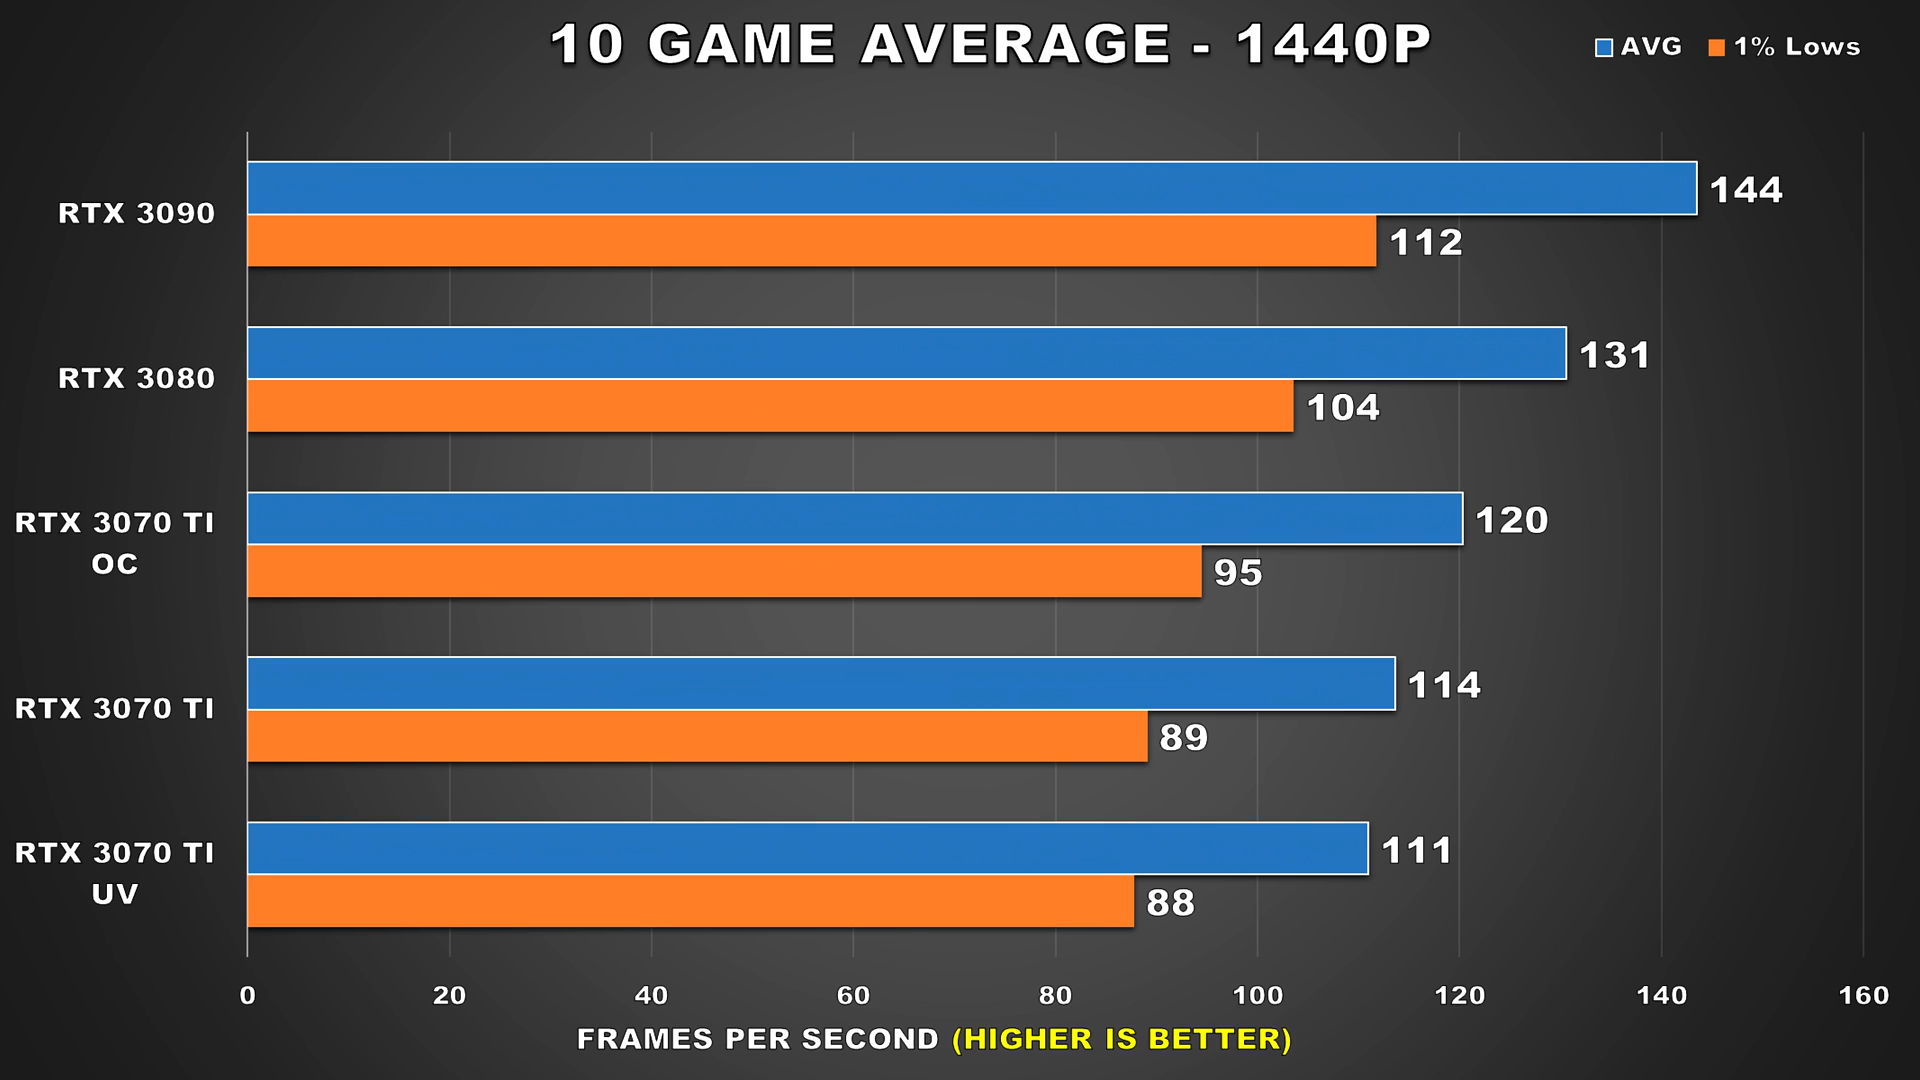 10 GAME AVERAGE - 1440P
AVG 1% Lows
RTX 3090
144
112
RTX 3080
131
104
RTX 3070 TI
OC
120
95
RTX 3070 TI
114
89
RTX 3070 TI
UV
111
88
0 20 40 60 80 100 120 140 160
FRAMES PER SECOND (HIGHER IS BETTER)